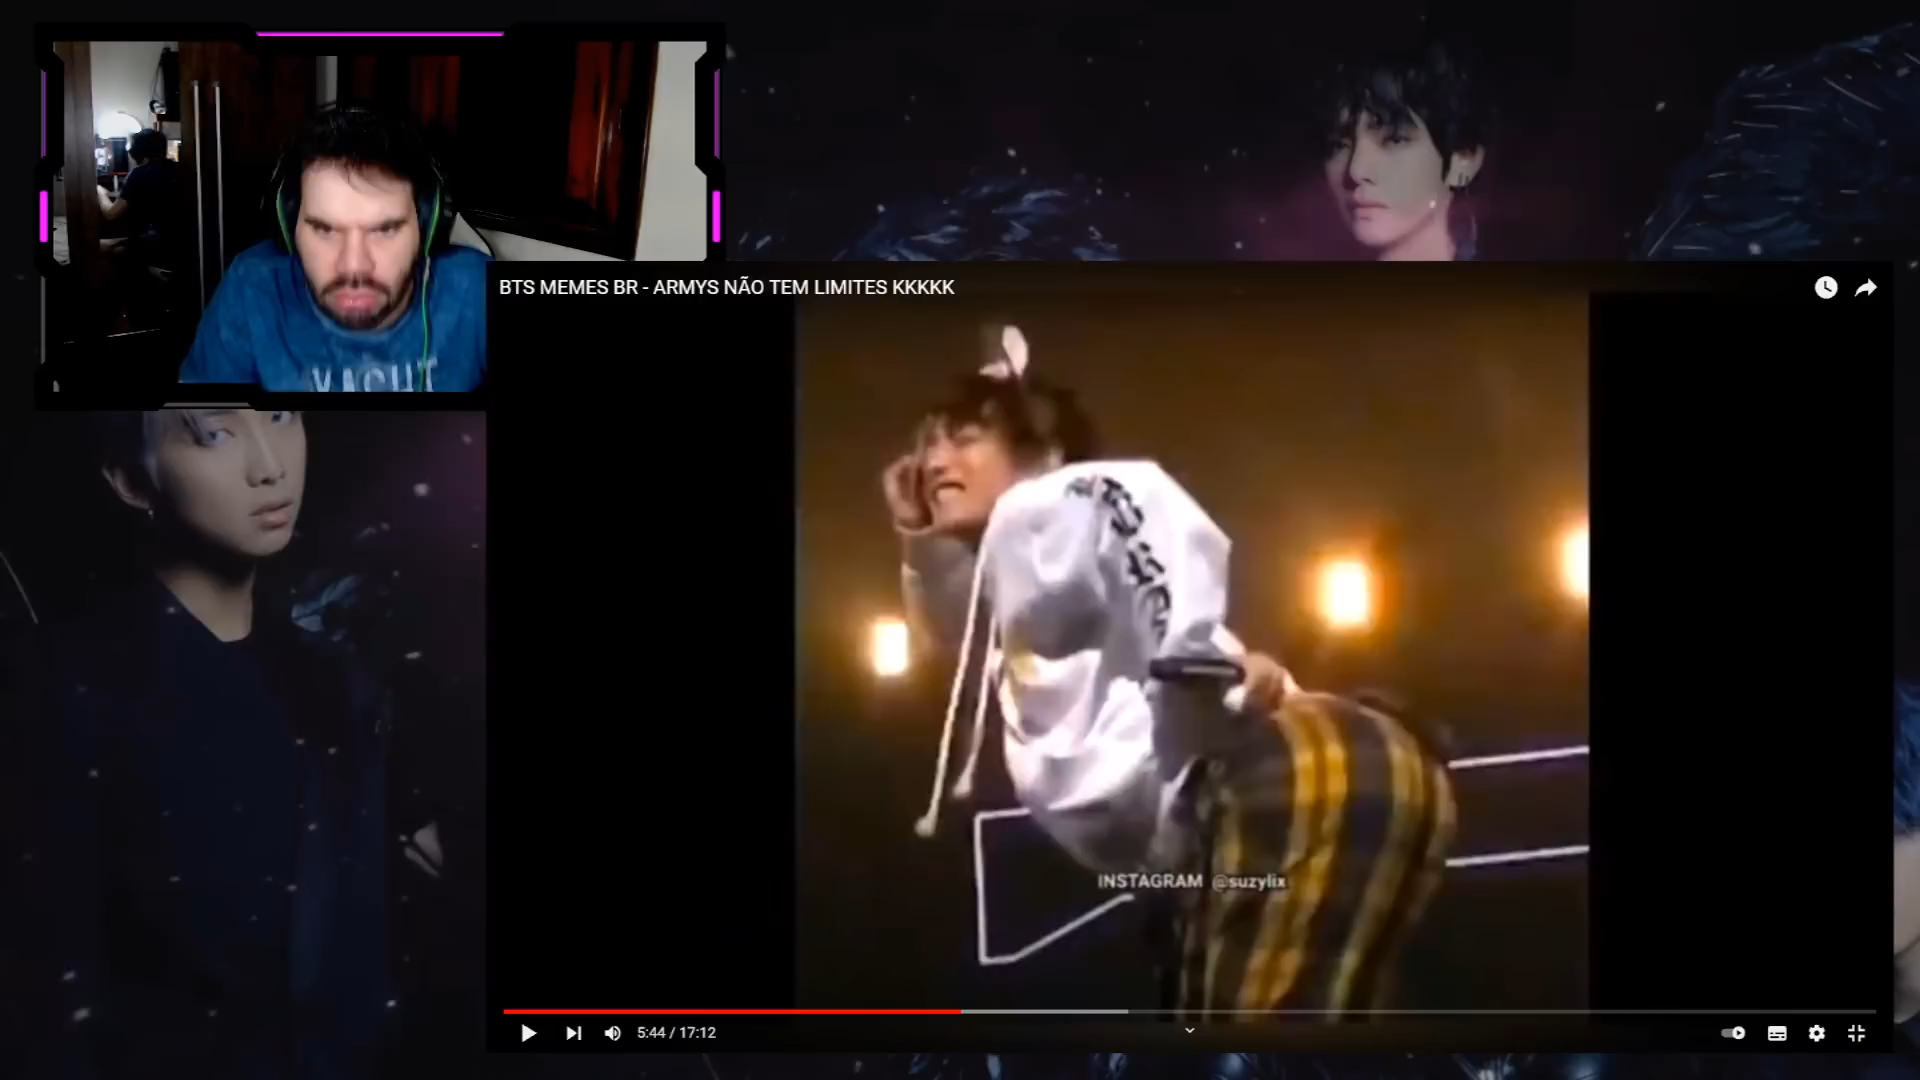 BTS MEMES BR - ARMYS NÃO TEM LIMITES KKKKK
INSTAGRAM @suzylix
5:44 / 17:12